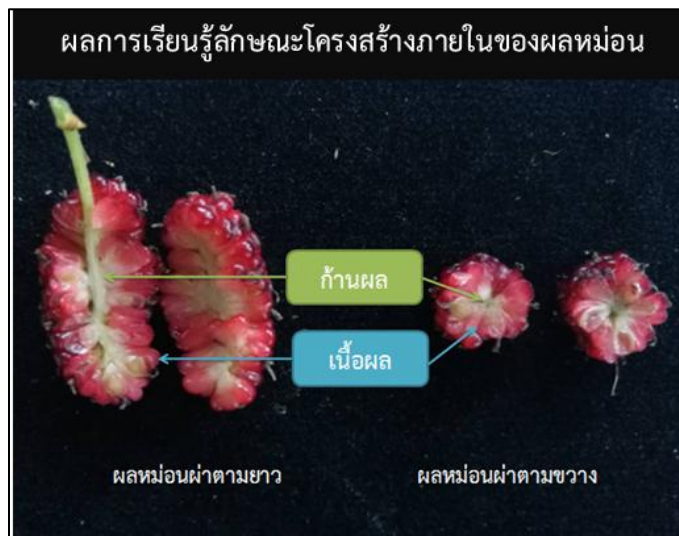 ผลการเรียนรู้ลักษณะโครงสร้างภายในของผลหม่อน
ก้านผล
เนื้อผล
ผลหม่อนผ่าตามยาว
ผลหม่อนผ่าตามขวาง